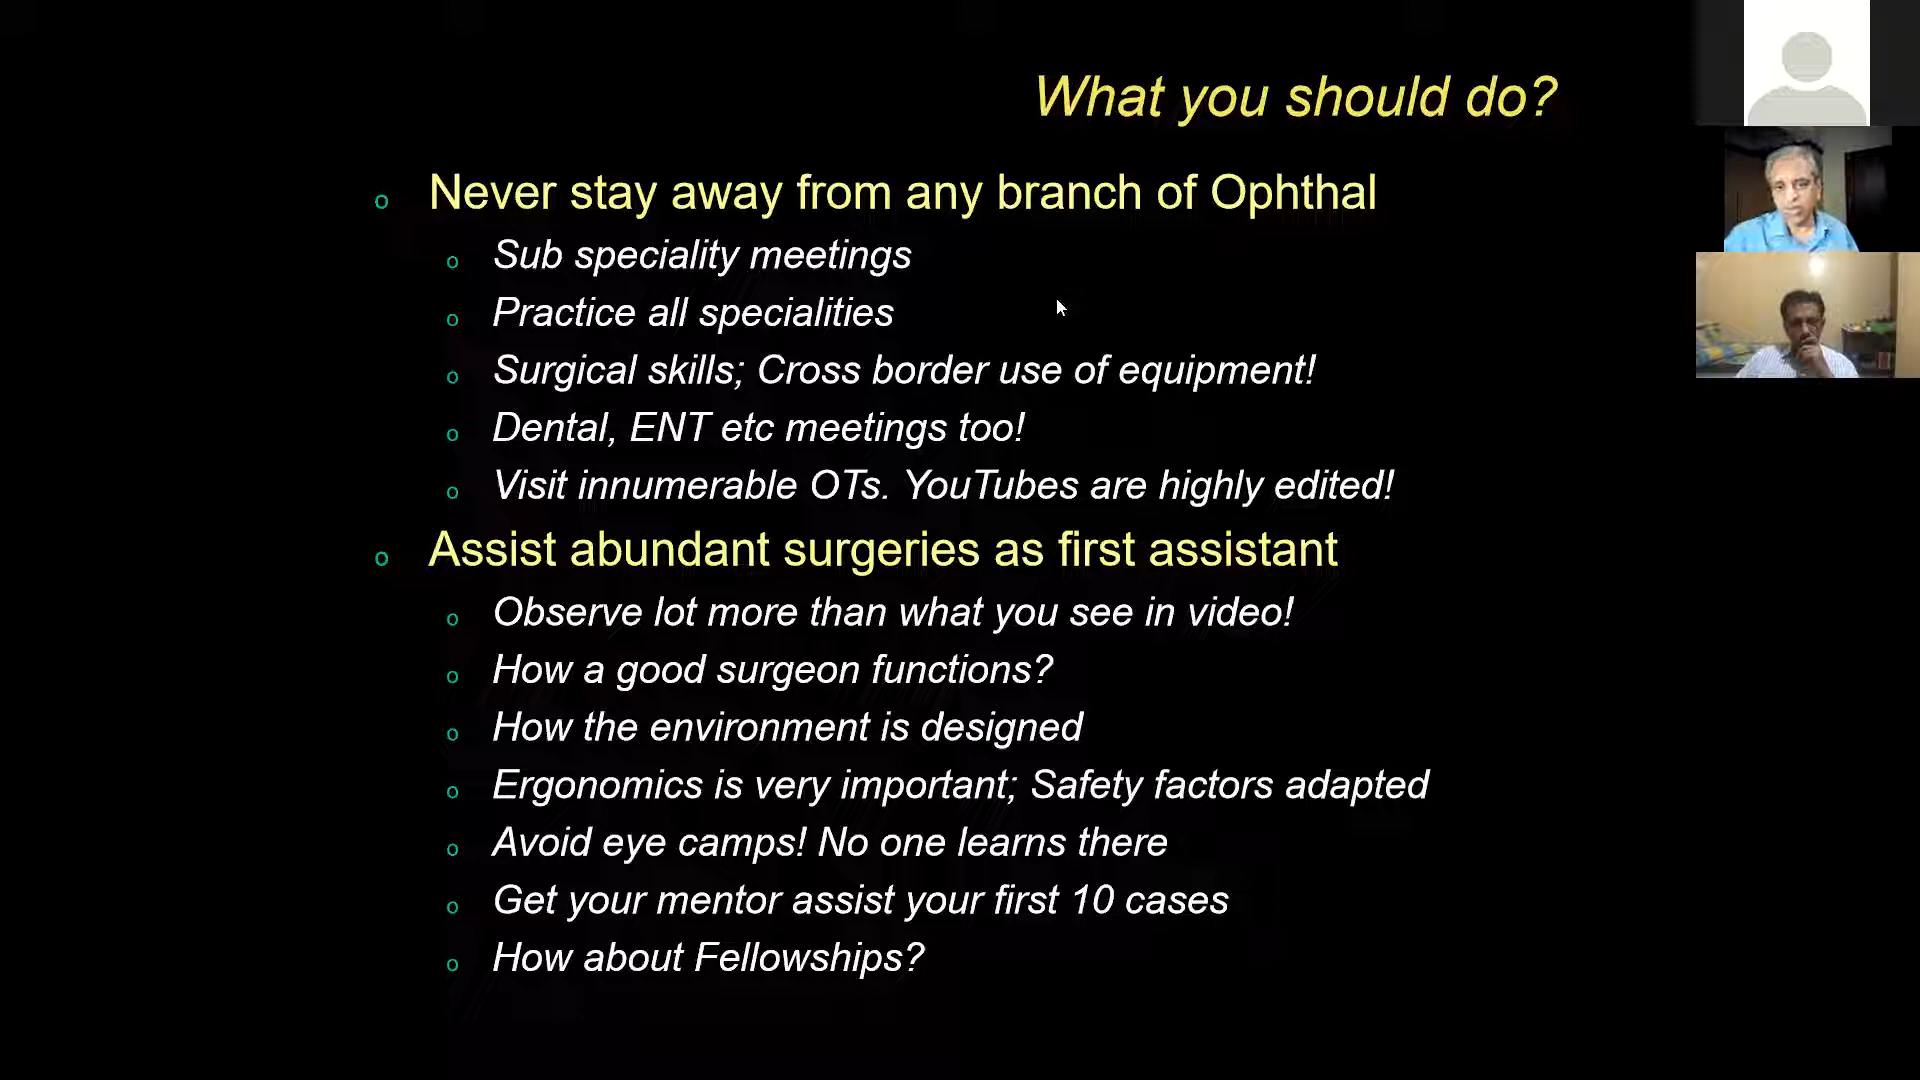 What you should do?
o Never stay away from any branch of Ophthal
o Sub speciality meetings
o Practice all specialities
o Surgical skills; Cross border use of equipment!
o Dental, ENT etc meetings too!
o Visit innumerable OTs. YouTubes are highly edited!
o Assist abundant surgeries as first assistant
o Observe lot more than what you see in video!
o How a good surgeon functions?
o How the environment is designed
o Ergonomics is very important; Safety factors adapted
o Avoid eye camps! No one learns there
o Get your mentor assist your first 10 cases
o How about Fellowships?